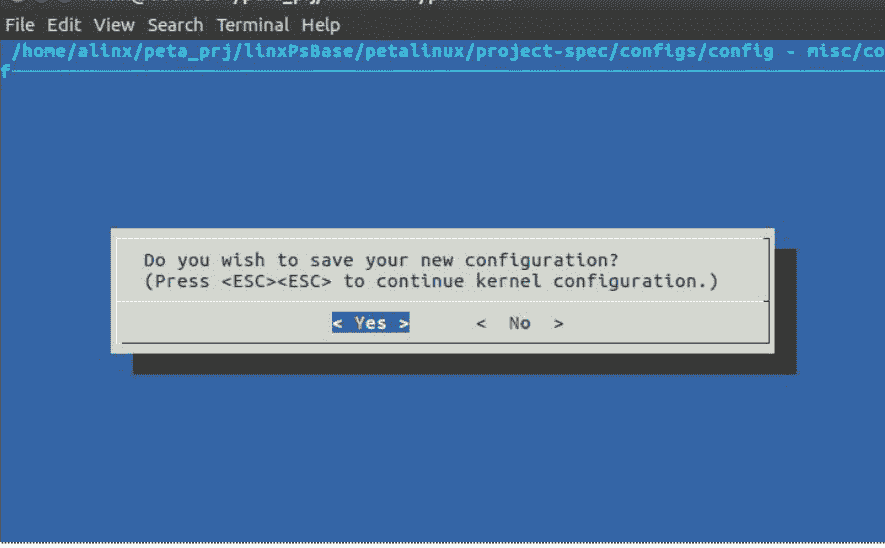 File Edit View Search Terminal Help
/home/alinx/peta_prj/linxPsBase/petalinux/project-spec/configs/config - misc/co
f
Do you wish to save your new configuration?
(Press <ESC><ESC> to continue kernel configuration.)
< Yes > < No >